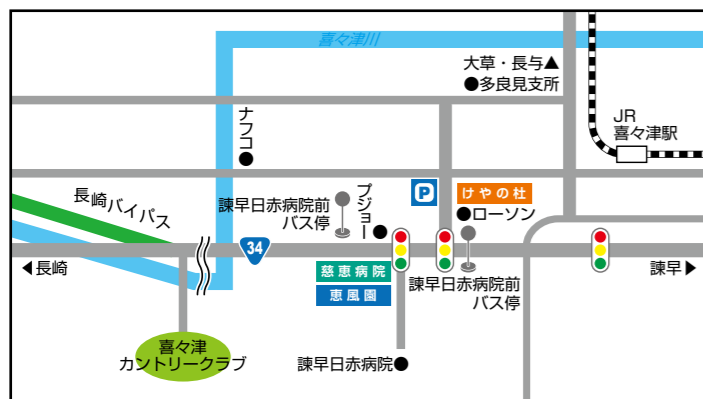 喜々津川
大草・長与▲
●多良見支所
ナフコ●
JR
喜々津駅
長崎バイパス
諫早日赤病院前
バス停
プジョー●
P
けやの杜
●ローソン
34
◀長崎
慈恵病院
恵風園
諫早日赤病院前
バス停
諫早▶
喜々津
カントリークラブ
諫早日赤病院●